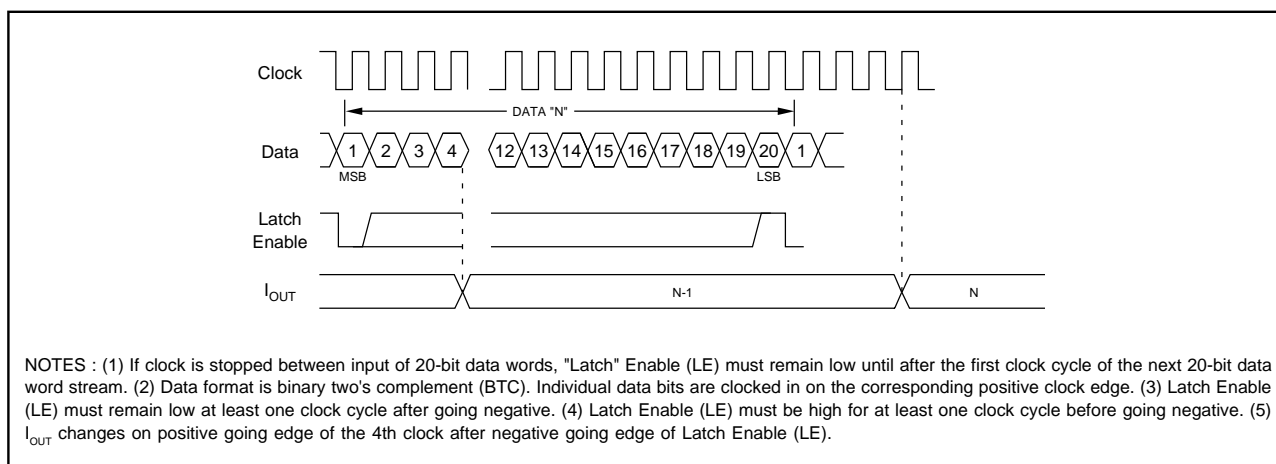 Clock
DATA "N"
Data
1 2 3 4 12 13 14 15 16 17 18 19 20 1
MSB LSB
Latch
Enable
IOUT N-1 N
NOTES : (1) If clock is stopped between input of 20-bit data words, "Latch" Enable (LE) must remain low until after the first clock cycle of the next 20-bit data
word stream. (2) Data format is binary two's complement (BTC). Individual data bits are clocked in on the corresponding positive clock edge. (3) Latch Enable
(LE) must remain low at least one clock cycle after going negative. (4) Latch Enable (LE) must be high for at least one clock cycle before going negative. (5)
IOUT changes on positive going edge of the 4th clock after negative going edge of Latch Enable (LE).